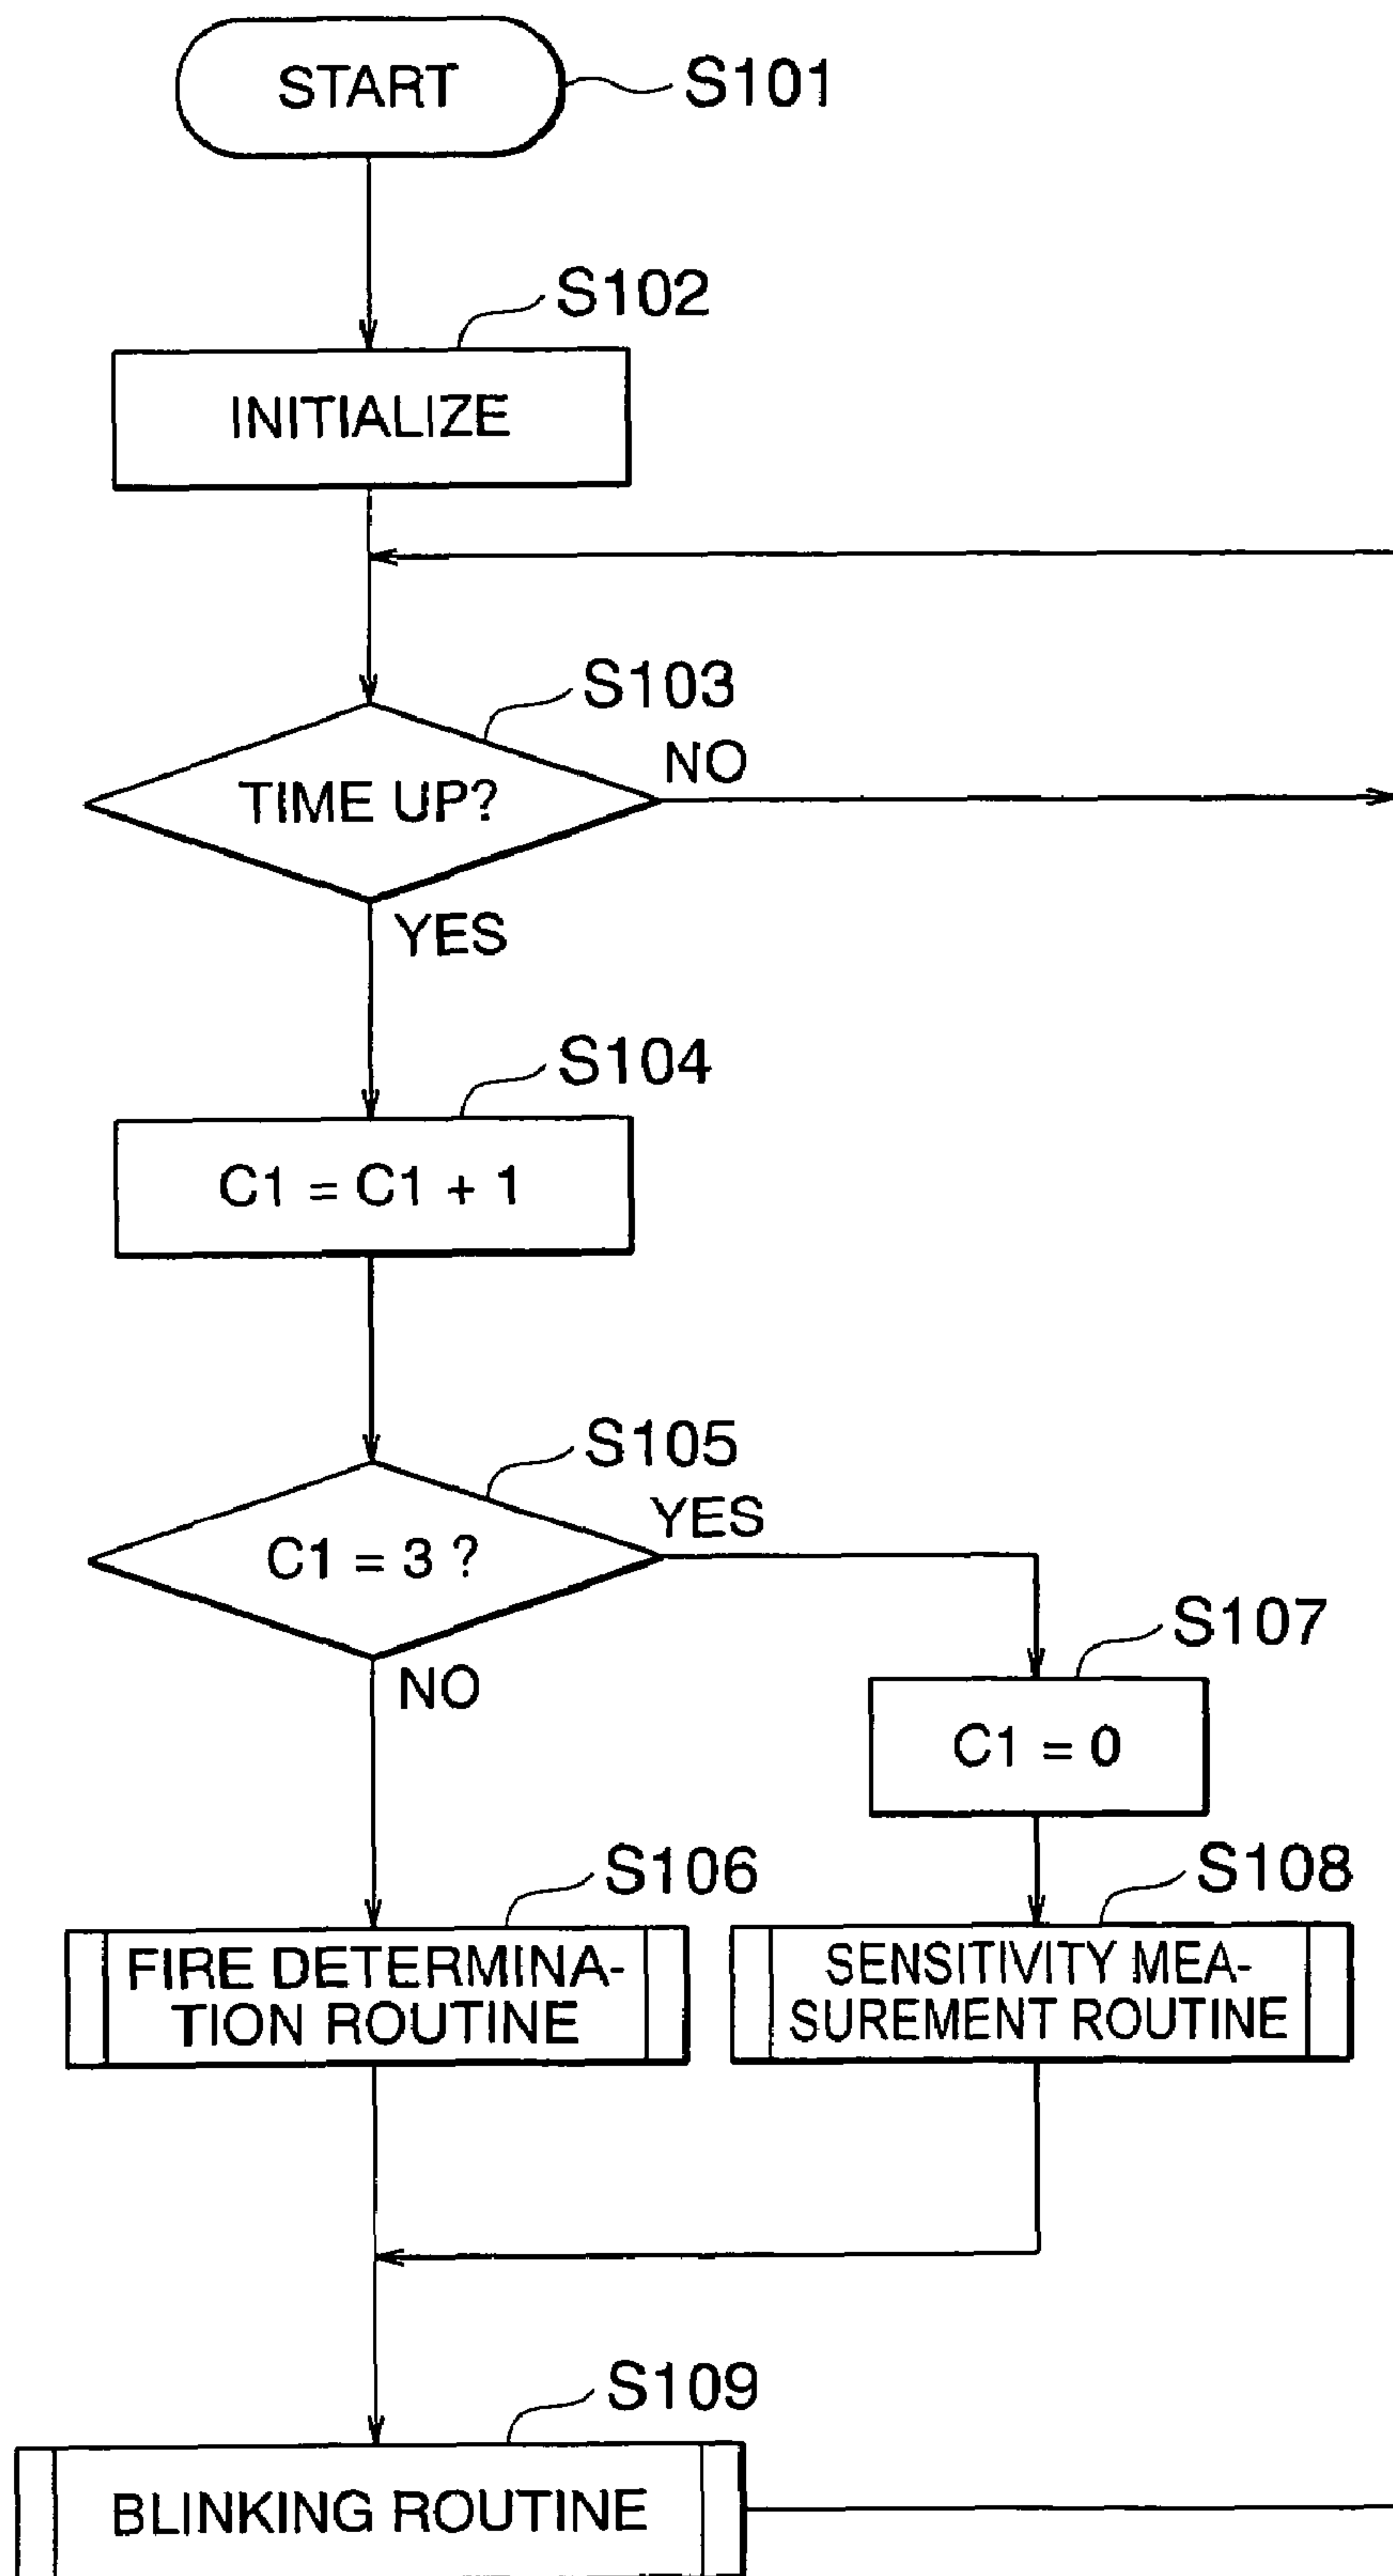 START
S101
S102
INITIALIZE
S103
NO
TIME UP?
YES
S104
C1 = C1 + 1
S105
YES
C1 = 3 ?
S107
NO
C1 = 0
S106
S108
FIRE DETERMINA-
TION ROUTINE
SENSITIVITY MEA-
SUREMENT ROUTINE
S109
BLINKING ROUTINE